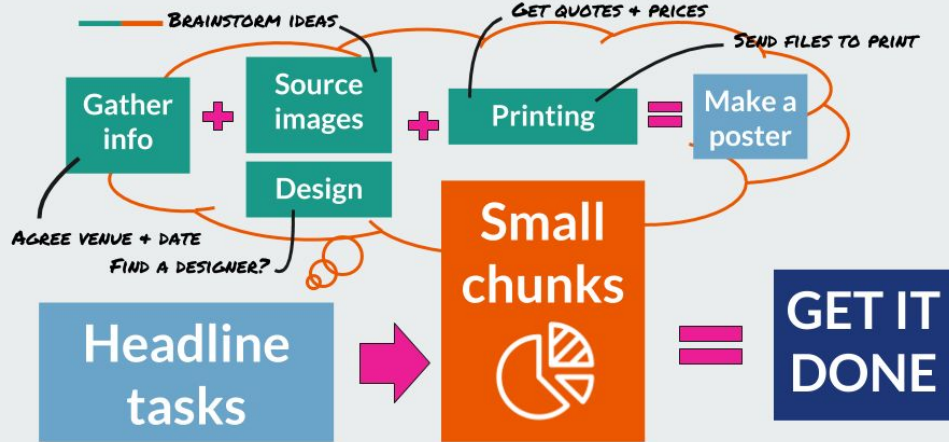 BRAINSTORM IDEAS
GET QUOTES & PRICES
SEND FILES TO PRINT
Gather
info
Source
images
Design
Printing
Make a
poster
AGREE VENUE & DATE
FIND A DESIGNER?
Headline
tasks
Small
chunks
GET IT
DONE